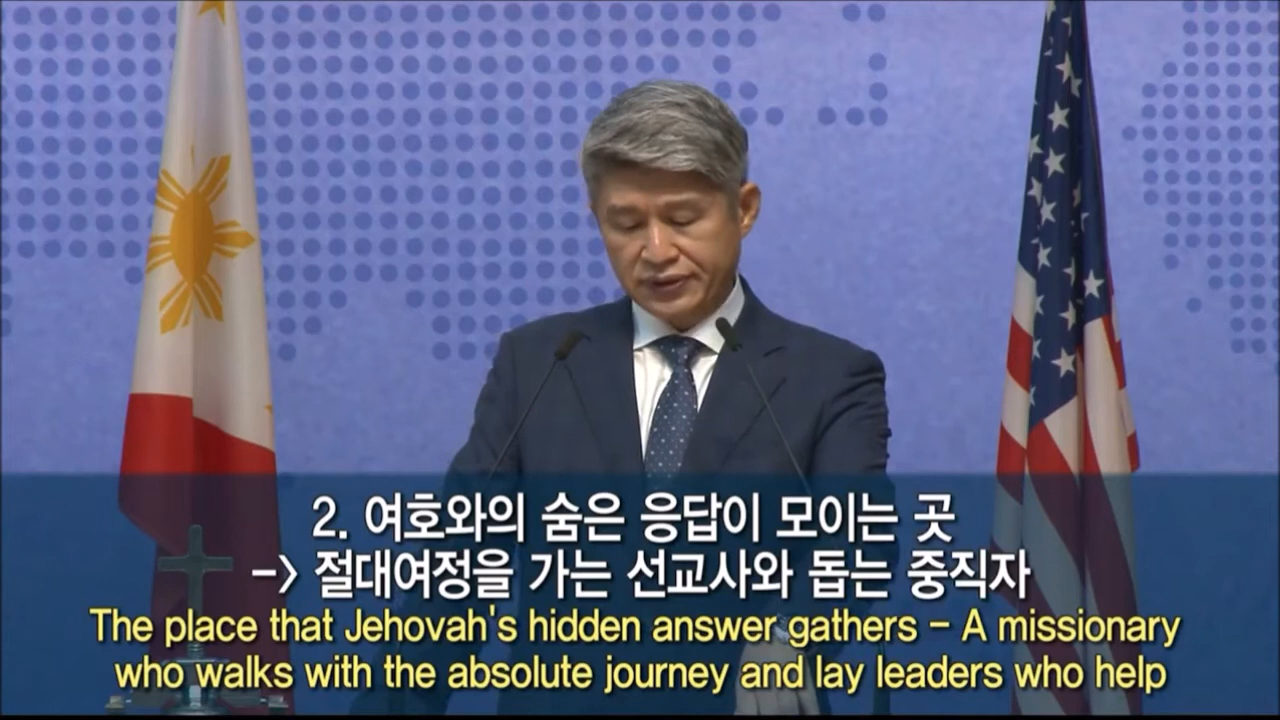 2. 여호와의 숨은 응답이 모이는 곳
-> 절대여정을 가는 선교사와 돕는 중직자
The place that Jehovah's hidden answer gathers - A missionary
who walks with the absolute journey and lay leaders who help